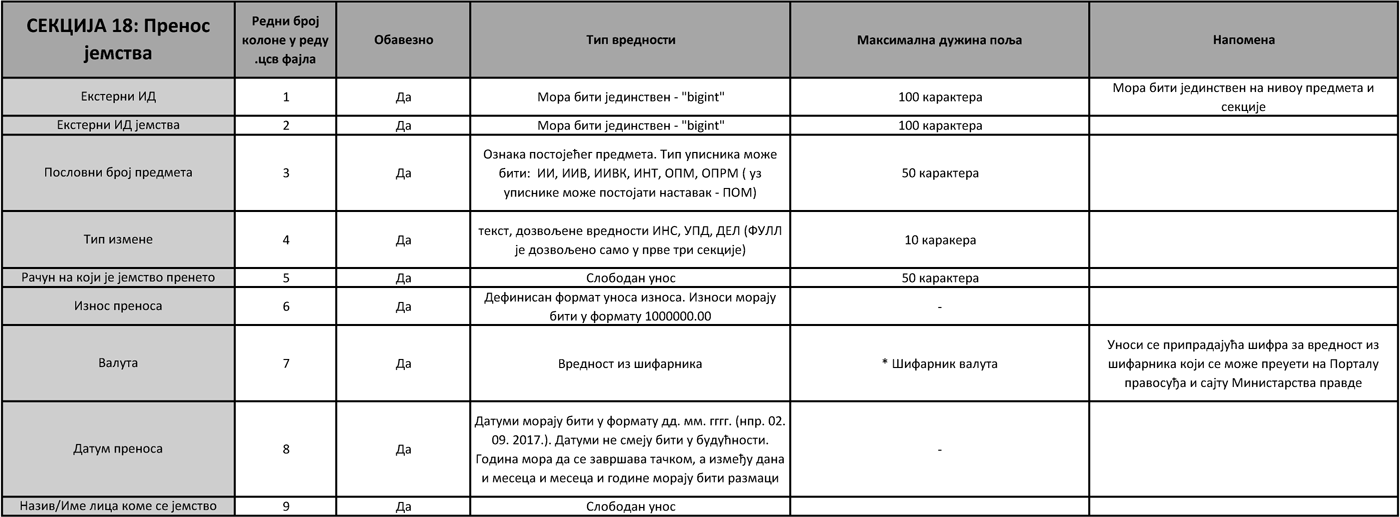 СЕКЦИЈА 18: Пренос јемства
Редни број колоне у реду .цсв фајла
Обавезно
Тип вредности
Максимална дужина поља
Напомена
Екстерни ИД
1
Да
Мора бити јединствен - "bigint"
100 карактера
Мора бити јединствен на нивоу предмета и
секције
Екстерни ИД јемства
2
Да
Мора бити јединствен - "bigint"
100 карактера
Пословни број предмета
3
Да
Ознака постојећег предмета. Тип уписника може
бити:  ИИ, ИИВ, ИИВК, ИНТ, ОПМ, ОПРМ ( уз
уписнике може постојати наставак - ПОМ)
50 карактера
Тип измене
4
Да
текст, дозвољене вредности ИНС, УПД, ДЕЛ (ФУЛЛ
је дозвољено само у прве три секције)
10 каракера
Рачун на који је јемство пренето
5
Да
Слободан унос
50 карактера
Износ преноса
6
Да
Дефинисан формат уноса износа. Износи морају
бити у формату 1000000.00
-
Валута
7
Да
Вредност из шифарника
* Шифарник валута
Уноси се припрадајућа шифра за вредност из
шифарника који се може преуети на Порталу
правосуђа и сајту Министарства правде
Датум преноса
8
Да
Датуми морају бити у формату дд. мм. гггг. (нпр. 02.
09. 2017.). Датуми не смеју бити у будућности.
Година мора да се завршава тачком, а између дана
и месеца и месеца и године морају бити размаци
-
Назив/Име лица коме се јемство
9
Да
Слободан унос